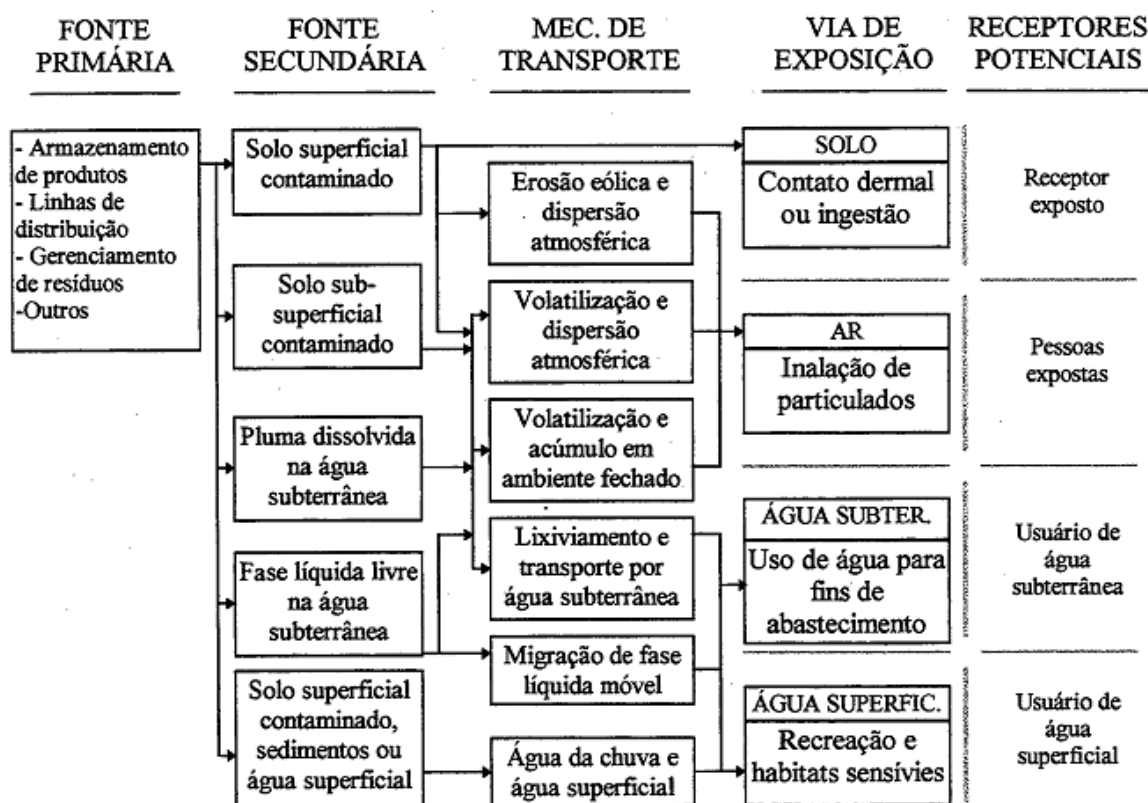 FONTE
PRIMÁRIA
FONTE
SECUNDÁRIA
MEC. DE
TRANSPORTE
VIA DE
EXPOSIÇÃO
RECEPTORES
POTENCIAIS
- Armazenamento
de produtos
- Linhas de
distribuição
- Gerenciamento
de resíduos
-Outros
Solo superficial
contaminado
Solo sub-
superficial
contaminado
Pluma dissolvida
na água
subterrânea
Fase líquida livre
na água
subterrânea
Solo superficial
contaminado,
sedimentos ou
água superficial
Erosão eólica e
dispersão
atmosférica
Volatilização e
dispersão
atmosférica
Volatilização e
acúmulo em
ambiente fechado
Lixiviamento e
transporte por
água subterrânea
Migração de fase
líquida móvel
Água da chuva e
água superficial
SOLO
Contato dermal
ou ingestão
AR
Inalação de
particulados
ÁGUA SUBTER.
Uso de água para
fins de
abastecimento
ÁGUA SUPERFIC.
Recreação e
habitats sensívies
Receptor
exposto
Pessoas
expostas
Usuário de
água
subterrânea
Usuário de
água
superficial